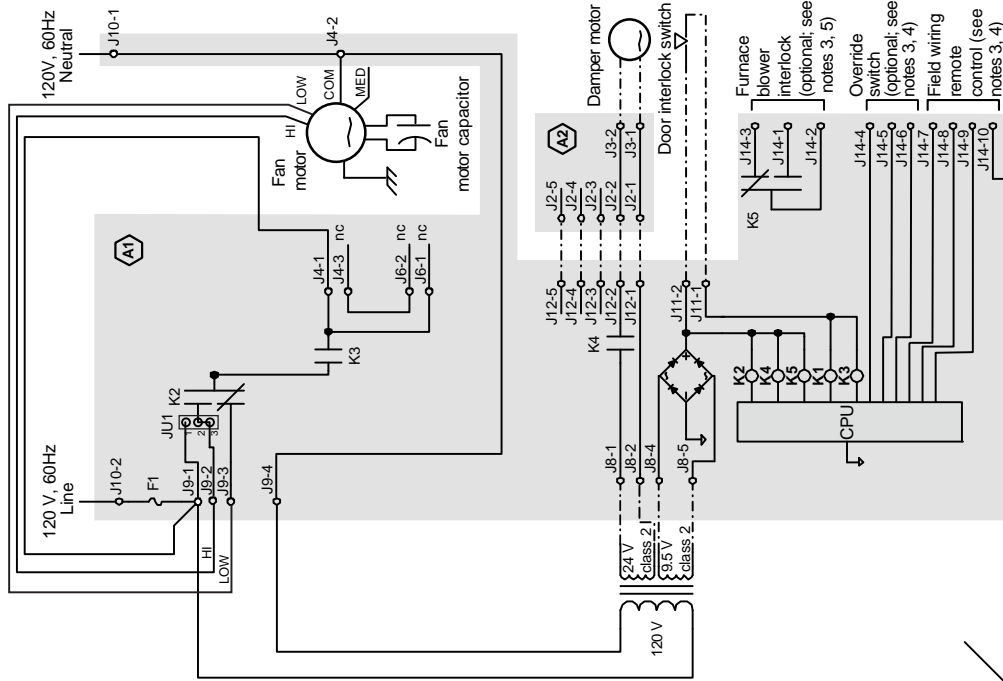 120V, 60Hz
Neutral
J10-1
J4-2
LOW
HI
COM
MED
Fan
motor
Fan
motor capacitor
A1
J4-1
J4-3
nc
J6-2
nc
J6-1
K3
K2
JU1
1
2
3
120 V, 60Hz
Line
J10-2
F1
J9-1
J9-2
J9-3
HI
LOW
J9-4
Damper motor
Door interlock switch
A2
J3-2
J3-1
J2-5
J2-4
J2-3
J2-2
J2-1
J12-5
J12-4
J12-3
J12-2
J12-1
K4
J11-2
J11-1
J8-1
J8-2
J8-4
J8-5
24 V
class 2
9.5 V
class 2
120 V
K2
K4
K5
K1
K3
CPU
K5
J14-3
J14-1
J14-2
J14-4
J14-5
J14-6
J14-7
J14-8
J14-9
J14-10
Furnace
blower
interlock
(optional; see
notes 3, 5)
Override
switch
(optional; see
notes 3, 4)
Field wiring
remote
control (see
notes 3, 4)